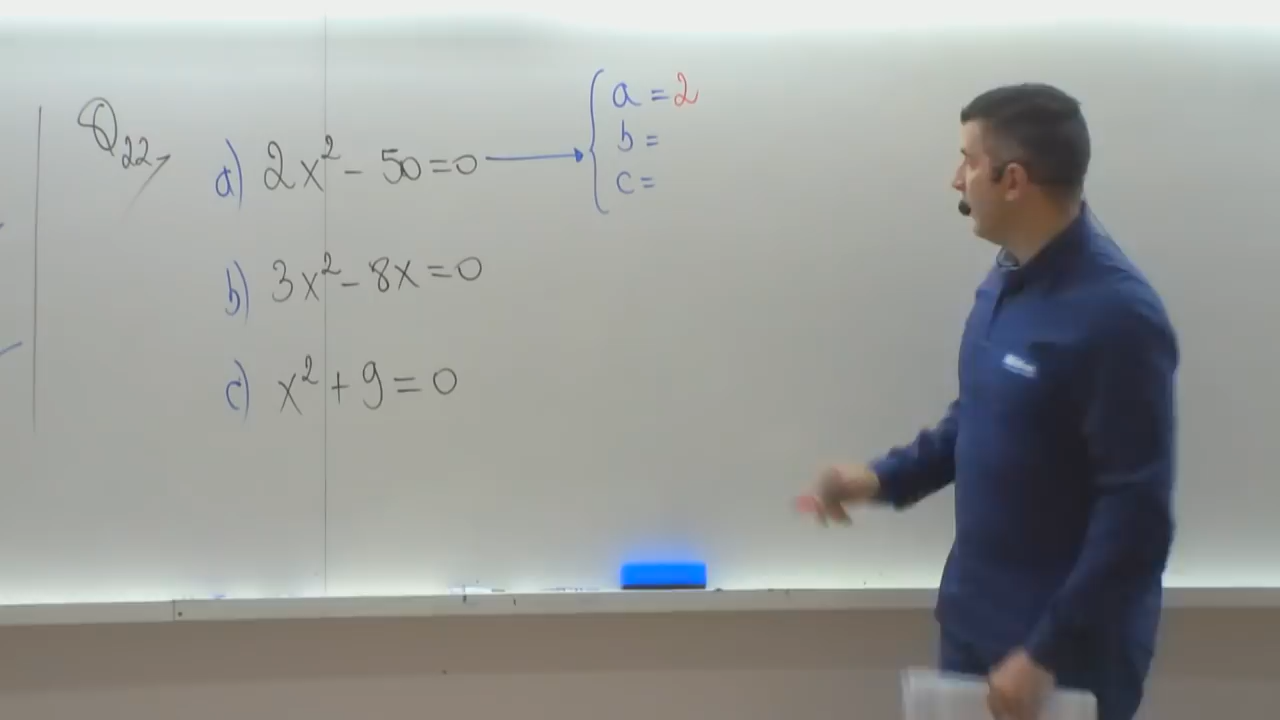 Q22,
a) 2x² - 50 = 0
a = 2
b =
c =
b) 3x² - 8x = 0
c) x² + 9 = 0